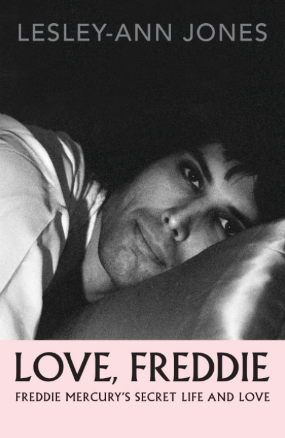 LESLEY-ANN JONES
LOVE, FREDDIE
FREDDIE MERCURY'S SECRET LIFE AND LOVE